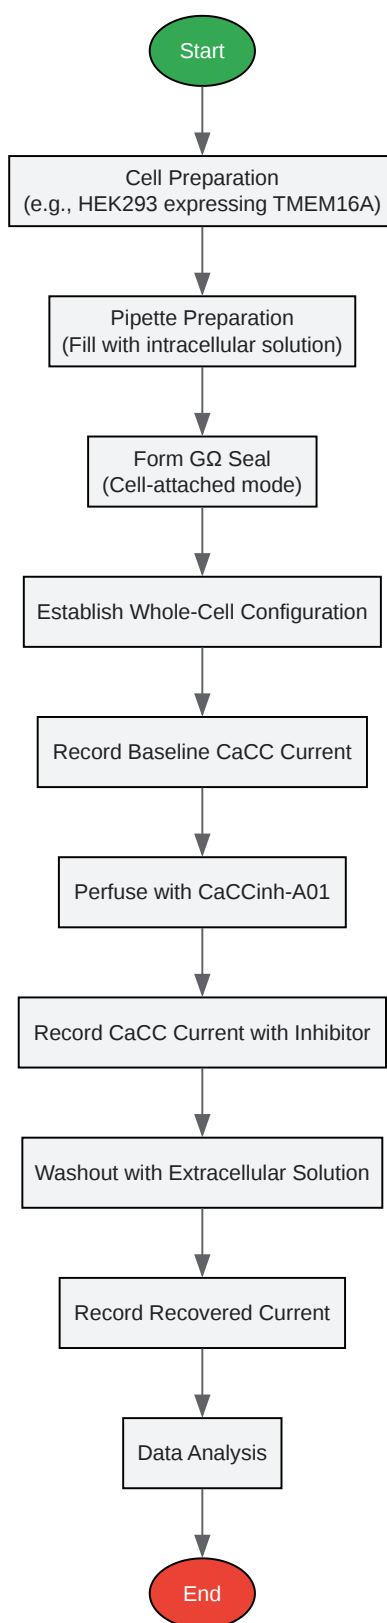 Start
Cell Preparation
(e.g., HEK293 expressing TMEM16A)
Pipette Preparation
(Fill with intracellular solution)
Form GΩ Seal
(Cell-attached mode)
Establish Whole-Cell Configuration
Record Baseline CaCC Current
Perfuse with CaCCinh-A01
Record CaCC Current with Inhibitor
Washout with Extracellular Solution
Record Recovered Current
Data Analysis
End